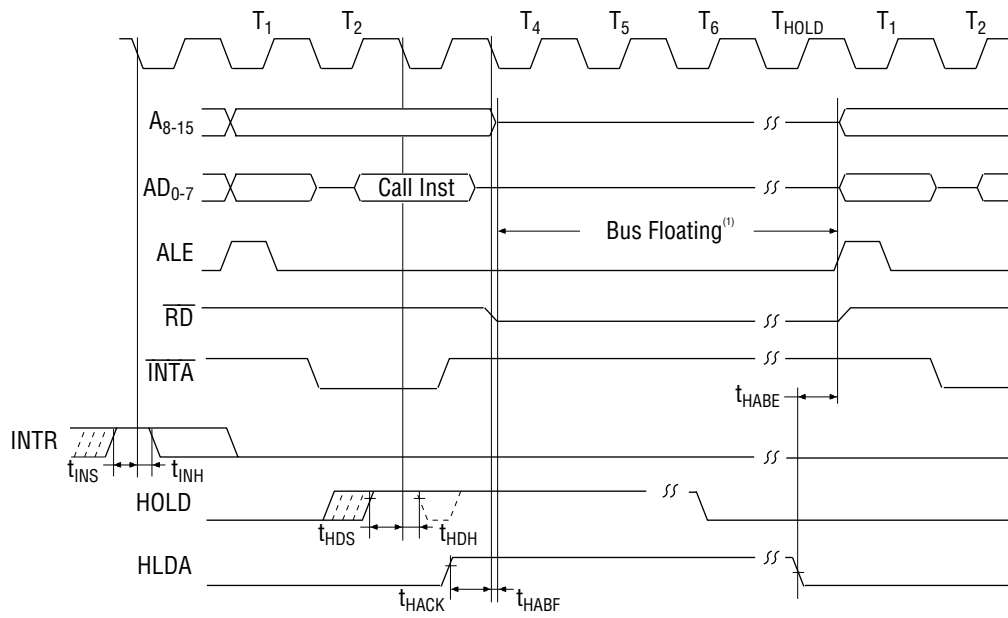 T1 T2 T4 T5 T6 THOLD T1 T2
A8-15
AD0-7 Call Inst
Bus Floating(1)
ALE
RD
INTA
tHABE
INTR
tINS tINH
HOLD
tHDS tHDH
HLDA
tHACK tHABF